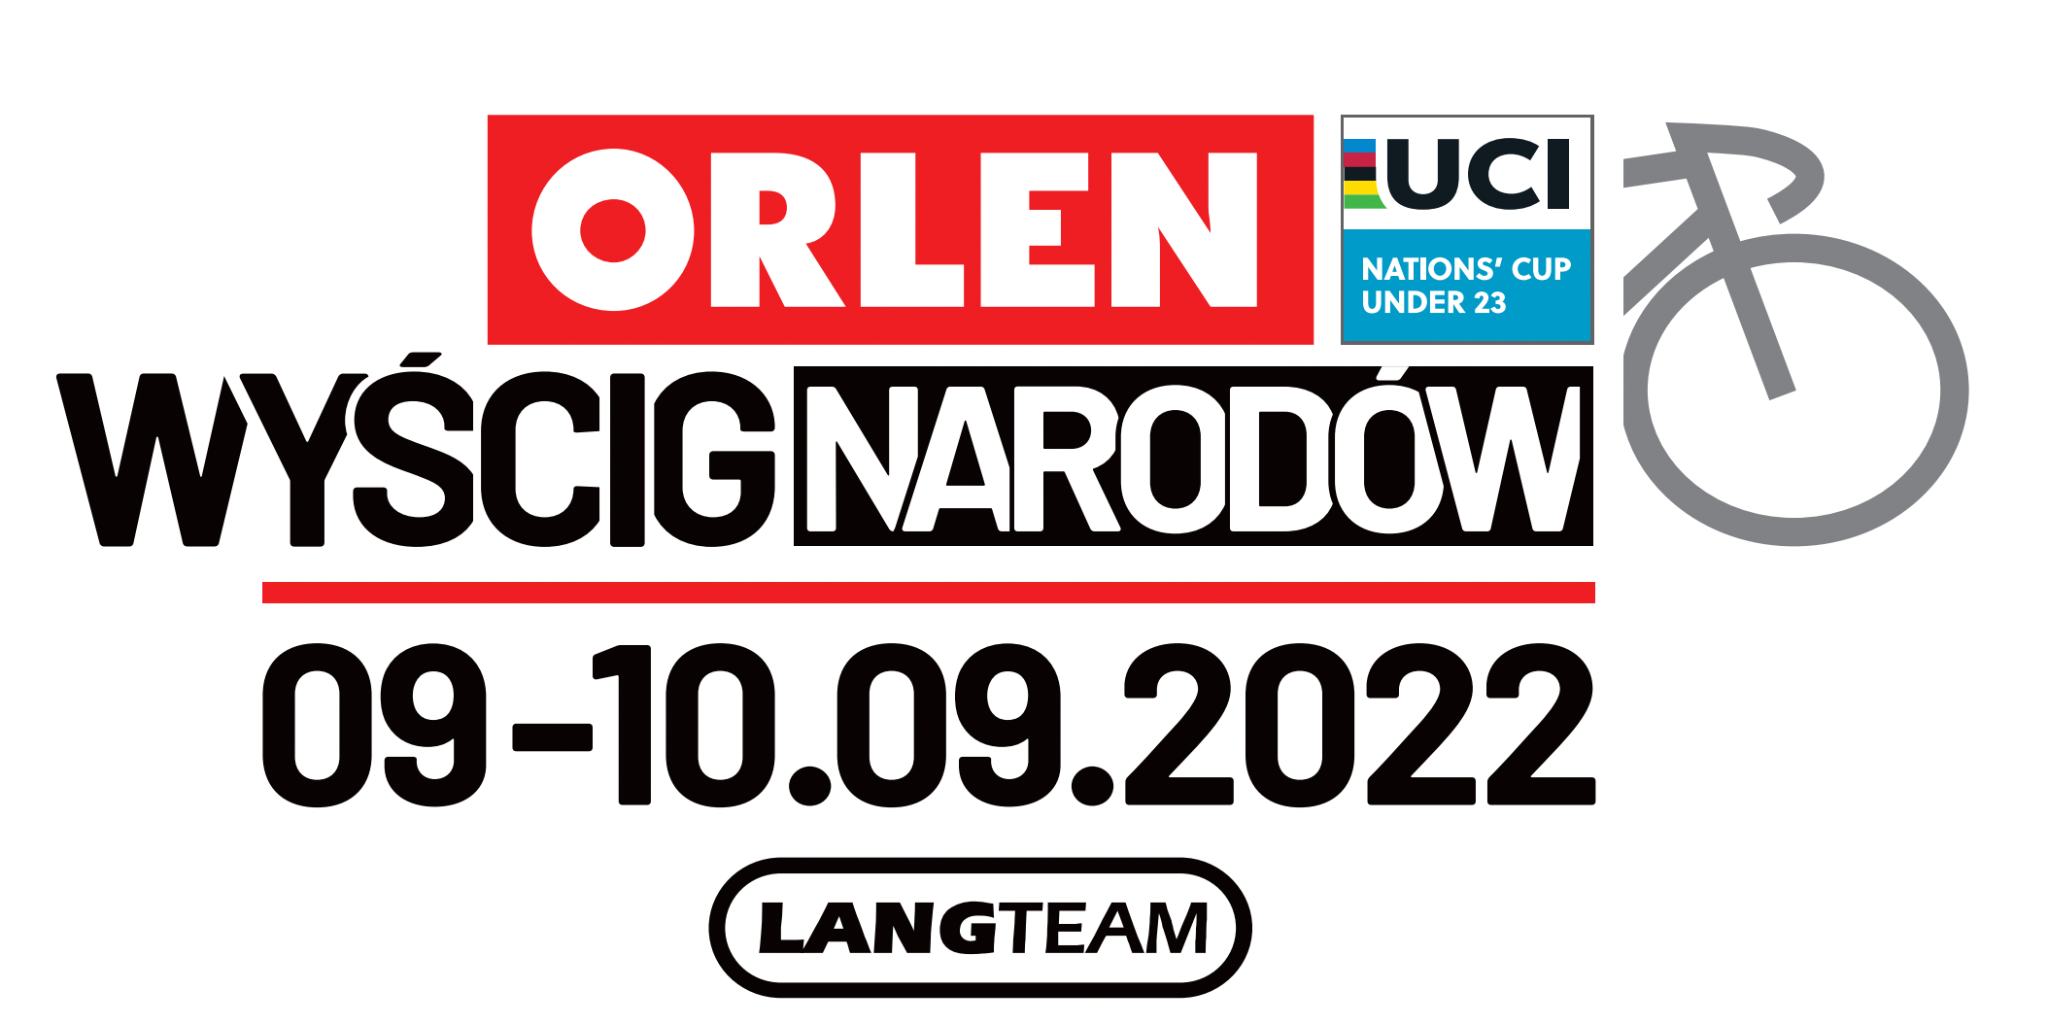 ORLEN
UCI
NATIONS' CUP
UNDER 23
WYŚCIG NARODÓW
09-10.09.2022
LANGTEAM